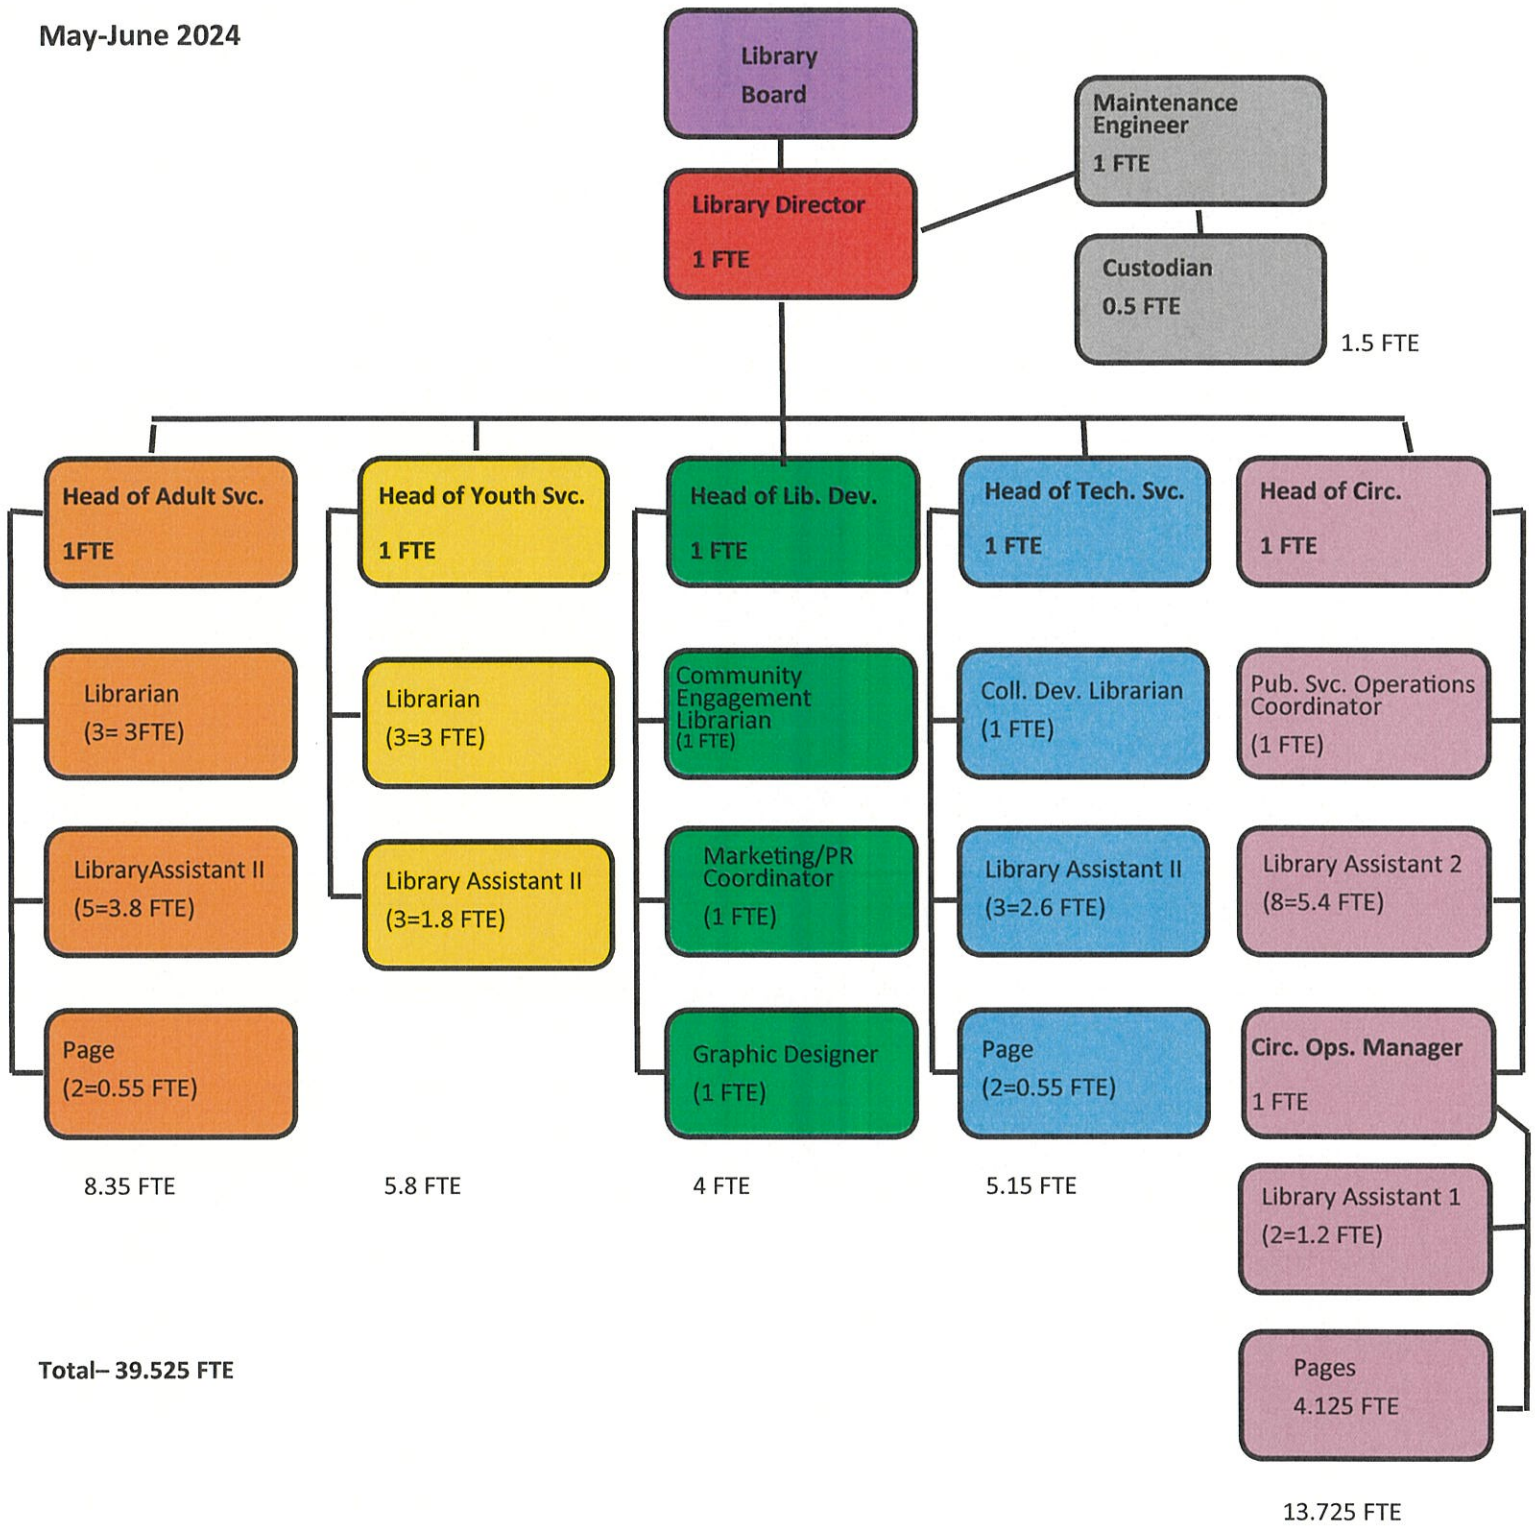 May-June 2024
Library
Board
Maintenance
Engineer
1 FTE
Library Director
1 FTE
Custodian
0.5 FTE
1.5 FTE
Head of Adult Svc.
1FTE
Librarian
(3= 3FTE)
LibraryAssistant II
(5=3.8 FTE)
Page
(2=0.55 FTE)
8.35 FTE
Head of Youth Svc.
1 FTE
Librarian
(3=3 FTE)
Library Assistant II
(3=1.8 FTE)
5.8 FTE
Head of Lib. Dev.
1 FTE
Community
Engagement
Librarian
(1 FTE)
Marketing/PR
Coordinator
(1 FTE)
Graphic Designer
(1 FTE)
4 FTE
Head of Tech. Svc.
1 FTE
Coll. Dev. Librarian
(1 FTE)
Library Assistant II
(3=2.6 FTE)
Page
(2=0.55 FTE)
5.15 FTE
Head of Circ.
1 FTE
Pub. Svc. Operations
Coordinator
(1 FTE)
Library Assistant 2
(8=5.4 FTE)
Circ. Ops. Manager
1 FTE
Library Assistant 1
(2=1.2 FTE)
Pages
4.125 FTE
13.725 FTE
Total– 39.525 FTE